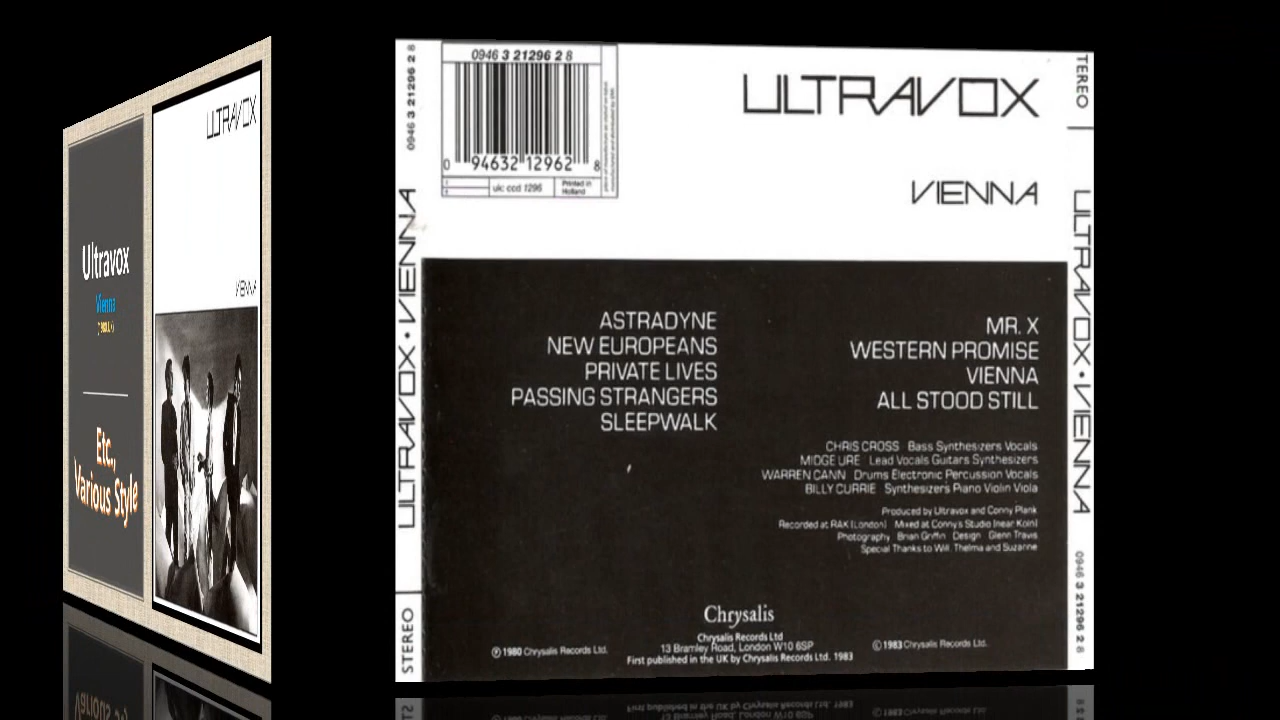 Ultravox
Vienna
Etc.,
Various Style
ULTRAVOX
VIENNA
0946 3 21296 2 8
ULTRAVOX • VIENNA
STEREO
0946 3 21296 2 8
0 94632 12962 8
uk: ccd 1296
Printed in
Holland
ULTRAVOX
VIENNA
ASTRADYNE
NEW EUROPEANS
PRIVATE LIVES
PASSING STRANGERS
SLEEPWALK
MR. X
WESTERN PROMISE
VIENNA
ALL STOOD STILL
CHRIS CROSS Bass Synthesizers Vocals
MIDGE URE Lead Vocals Guitars Synthesizers
WARREN CANN Drums Electronic Percussion Vocals
BILLY CURRIE Synthesizers Piano Violin Viola
Produced by Ultravox and Conny Plank
Recorded at RAK (London) Mixed at Conny's Studio (near Koln)
Photography Brian Griffin Design Glenn Travis
Special Thanks to Will Thelma and Suzanne
Chrysalis
Chrysalis Records Ltd
13 Bramley Road, London W10 6SP
First published in the UK by Chrysalis Records Ltd. 1983
℗ 1980 Chrysalis Records Ltd.
© 1983 Chrysalis Records Ltd.
TEREO
ULTRAVOX • VIENNA
0946 3 21296 2 8